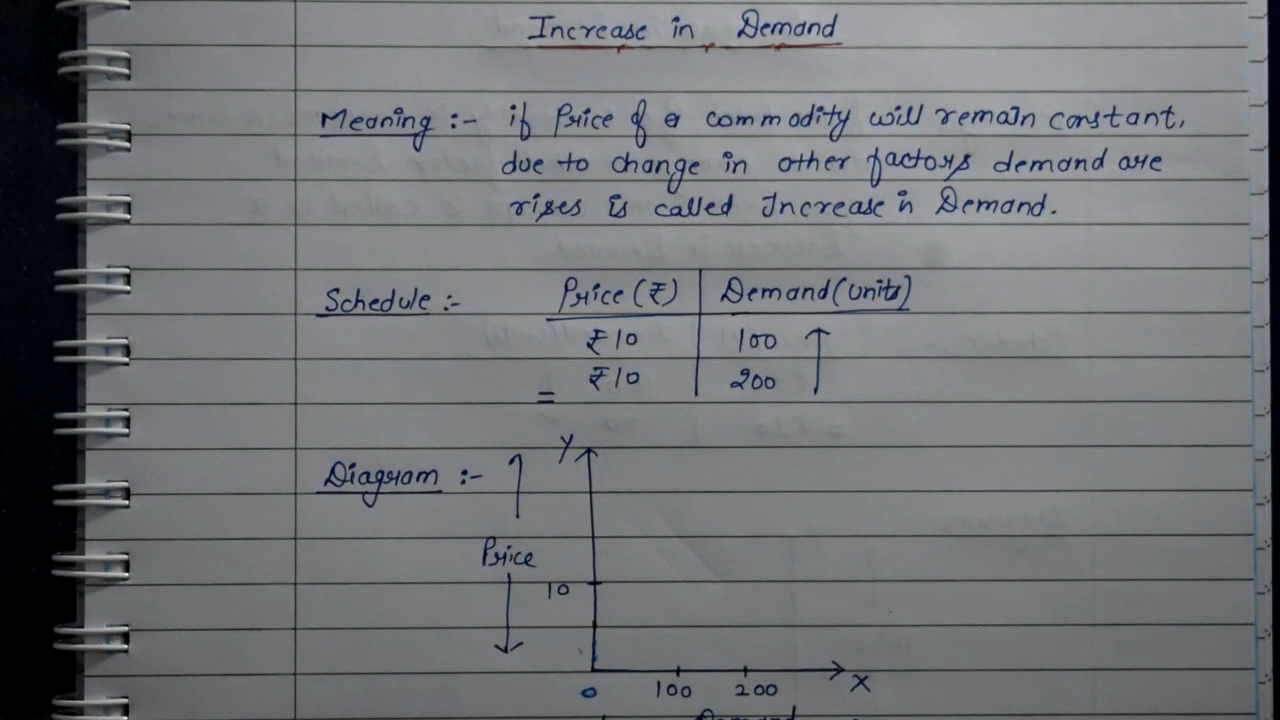 Increase in Demand
Meaning :- if Price of a commodity will remain constant,
due to change in other factors demand are
rises is called Increase in Demand.
Schedule :- Price (₹) Demand (units)
₹10 100
₹10 200
=
Diagram :- Y
Price
10
0 100 200 X
Demand